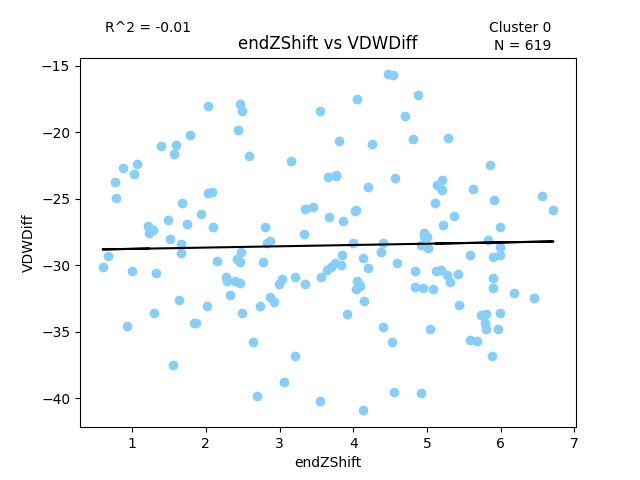 R^2 = -0.01
Cluster 0
N = 619
endZShift vs VDWDiff
−15
−20
−25
−30
−35
−40
VDWDiff
1 2 3 4 5 6 7
endZShift